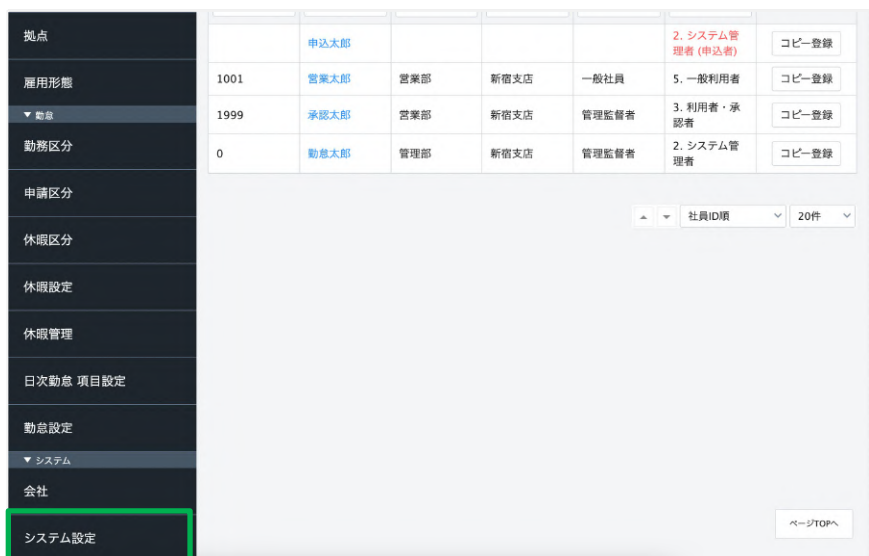 拠点
雇用形態
▼ 勤怠
勤務区分
申請区分
休暇区分
休暇設定
休暇管理
日次勤怠 項目設定
勤怠設定
▼ システム
会社
システム設定
申込太郎 2. システム管
理者 (申込者) コピー登録
1001 営業太郎 営業部 新宿支店 一般社員 5. 一般利用者 コピー登録
1999 承認太郎 営業部 新宿支店 管理監督者 3. 利用者・承
認者 コピー登録
0 勤怠太郎 管理部 新宿支店 管理監督者 2. システム管
理者 コピー登録
社員ID順 20件
ページTOPへ